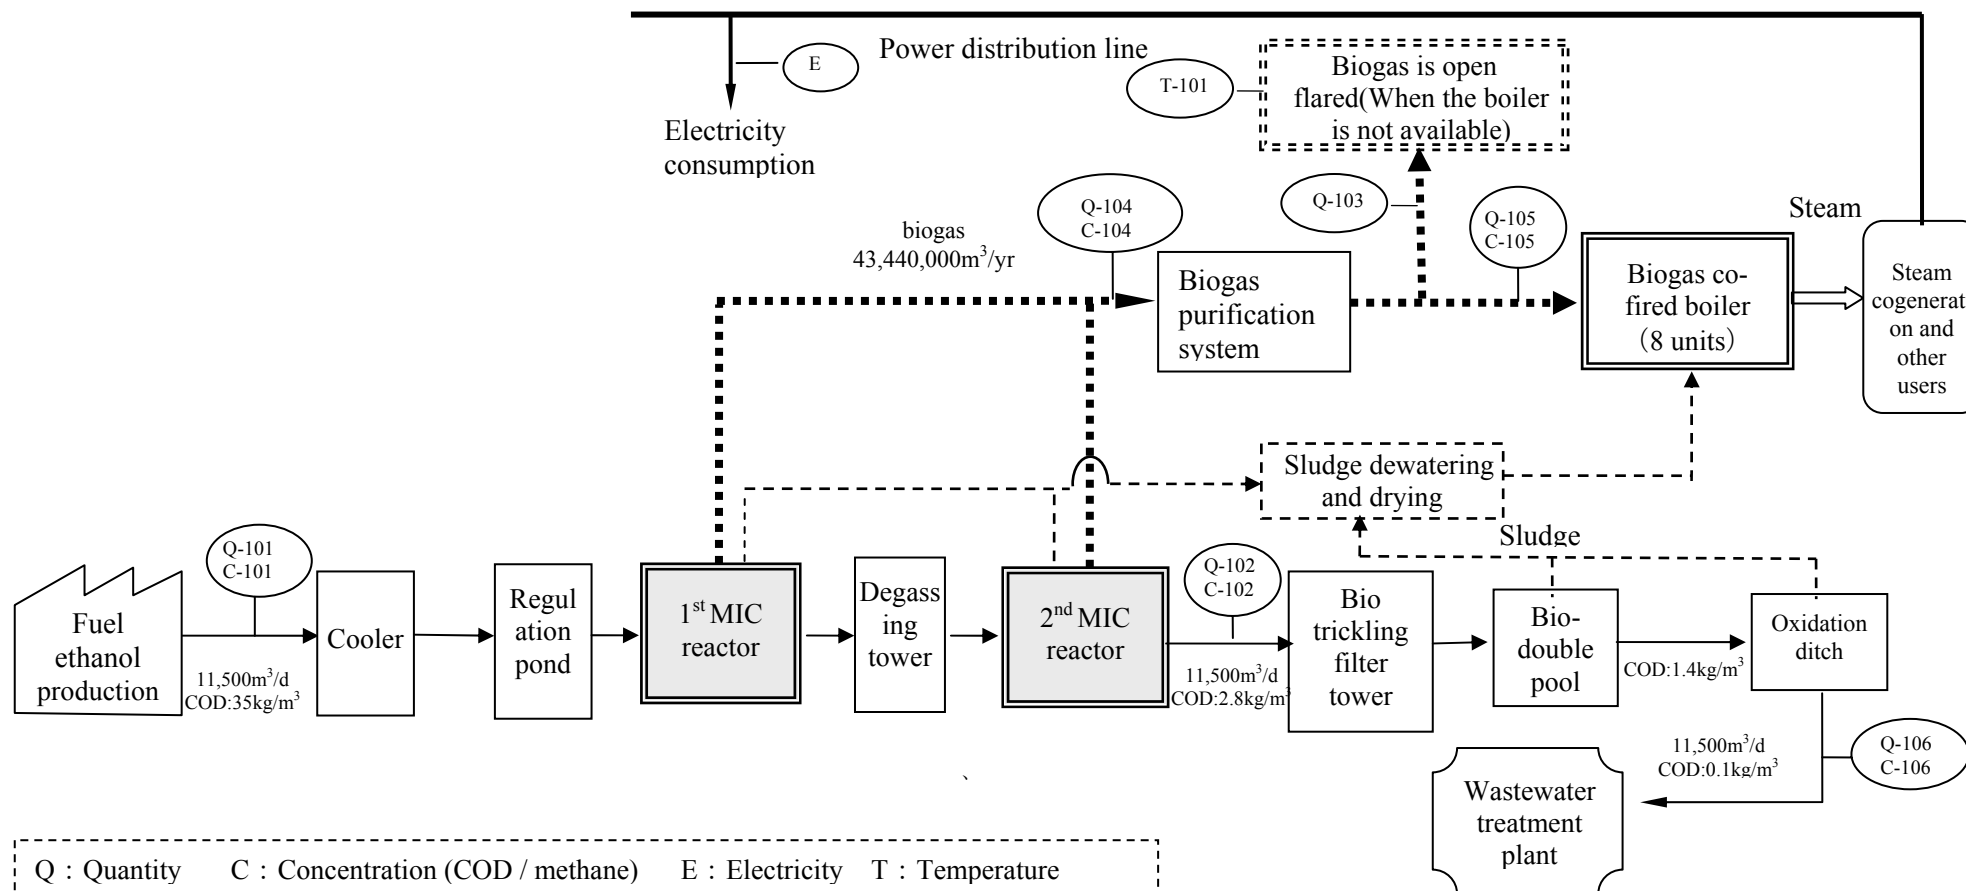 Power distribution line
E
Electricity
consumption
T-101
Biogas is open
flared(When the boiler
is not available)
Q-104
C-104
Q-103
Q-105
C-105
Steam
biogas
43,440,000m³/yr
Biogas
purification
system
Biogas co-
fired boiler
（8 units）
Steam
cogenerat
on and
other
users
Sludge dewatering
and drying
Sludge
Q-101
C-101
Q-102
C-102
Fuel
ethanol
production
11,500m³/d
COD:35kg/m³
Cooler
Regul
ation
pond
1st MIC
reactor
Degass
ing
tower
2nd MIC
reactor
11,500m³/d
COD:2.8kg/m³
Bio
trickling
filter
tower
Bio-
double
pool
COD:1.4kg/m³
Oxidation
ditch
11,500m³/d
COD:0.1kg/m³
Q-106
C-106
、
Wastewater
treatment
plant
Q：Quantity C：Concentration (COD / methane) E：Electricity T：Temperature